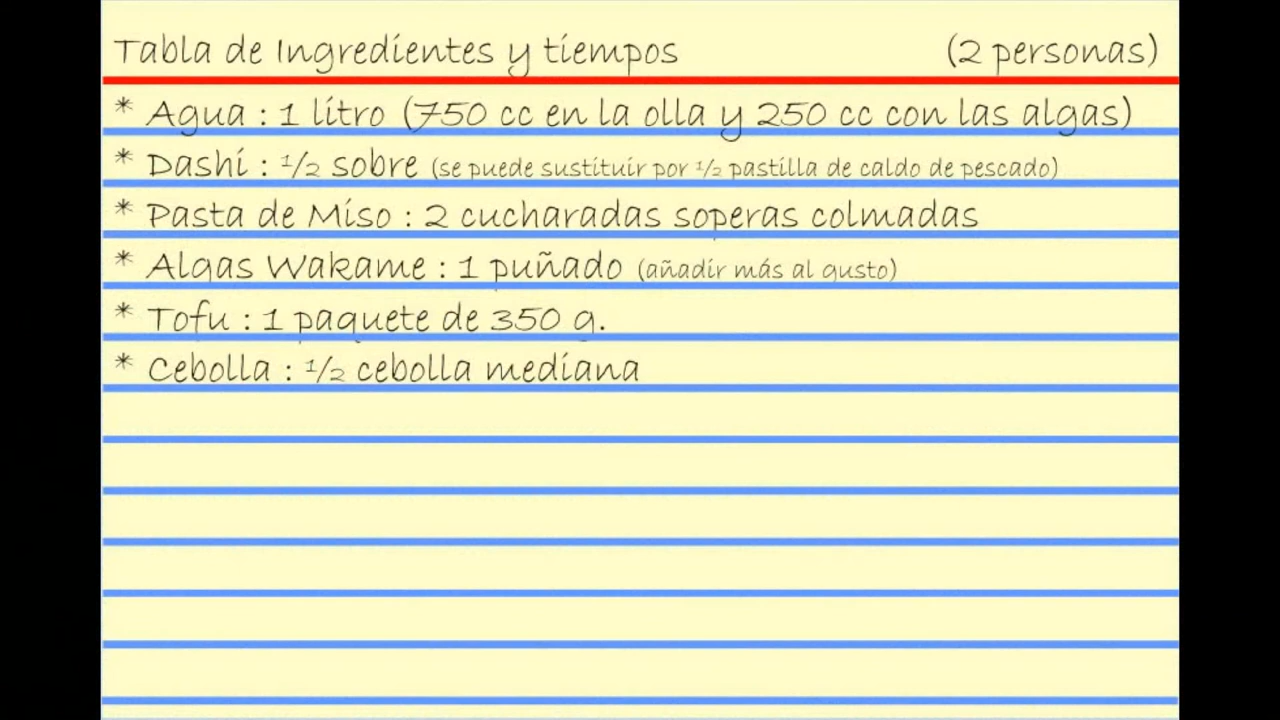 Tabla de Ingredientes y tiempos (2 personas)
* Agua : 1 litro (750 cc en la olla y 250 cc con las algas)
* Dashi : 1/2 sobre (se puede sustituir por 1/2 pastilla de caldo de pescado)
* Pasta de Miso : 2 cucharadas soperas colmadas
* Algas Wakame : 1 puñado (añadir más al gusto)
* Tofu : 1 paquete de 350 g.
* Cebolla : 1/2 cebolla mediana